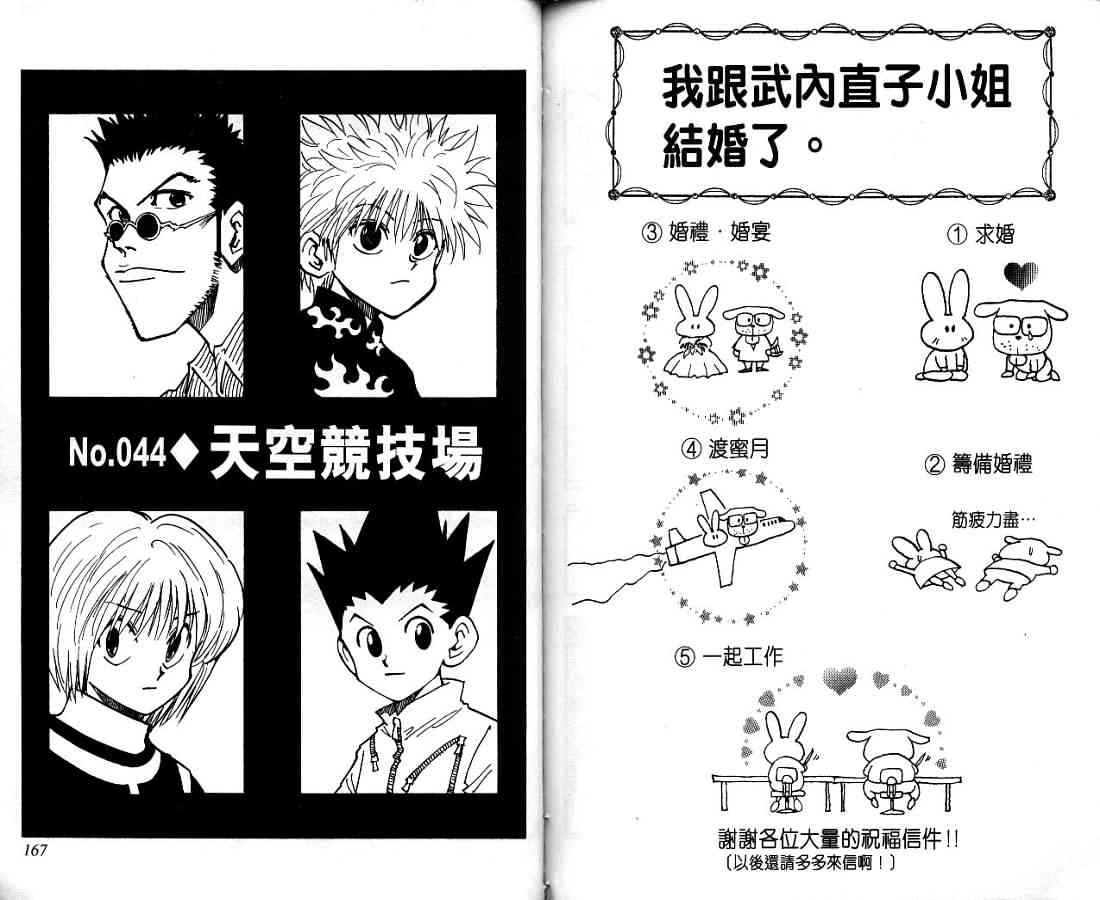 我跟武內直子小姐
結婚了。
① 求婚
② 籌備婚禮
筋疲力盡…
③ 婚禮・婚宴
④ 渡蜜月
⑤ 一起工作
謝謝各位大量的祝福信件!!
(以後還請多多來信啊!)
No.044◆天空競技場
167